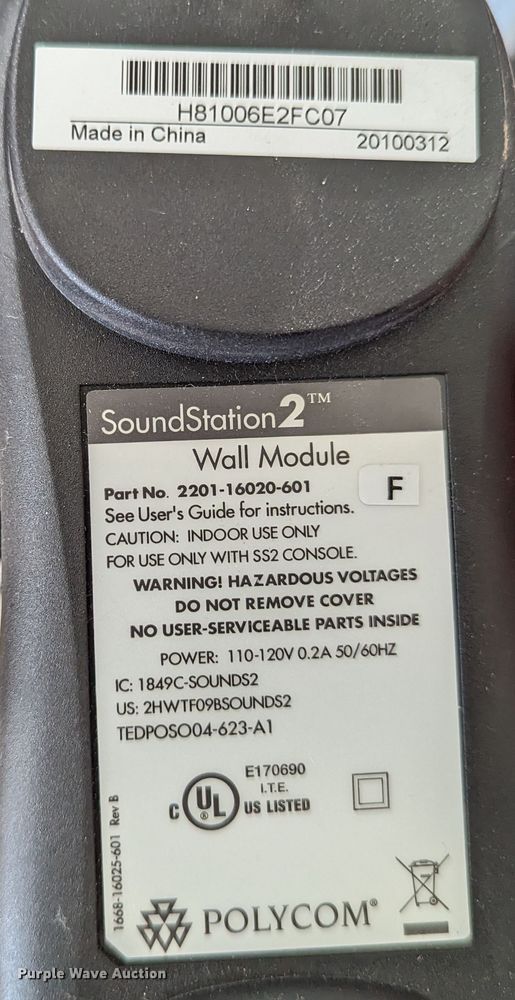 H81006E2FC07
Made in China 20100312
SoundStation2™
Wall Module
Part No. 2201-16020-601
F
See User's Guide for instructions.
CAUTION: INDOOR USE ONLY
FOR USE ONLY WITH SS2 CONSOLE.
WARNING! HAZARDOUS VOLTAGES
DO NOT REMOVE COVER
NO USER-SERVICEABLE PARTS INSIDE
POWER: 110-120V 0.2A 50/60HZ
IC: 1849C-SOUNDS2
US: 2HWTF09BSOUNDS2
TEDPOSO04-623-A1
E170690
I.T.E.
C UL ® US LISTED
1668-16025-601 Rev B
POLYCOM®
Purple Wave Auction